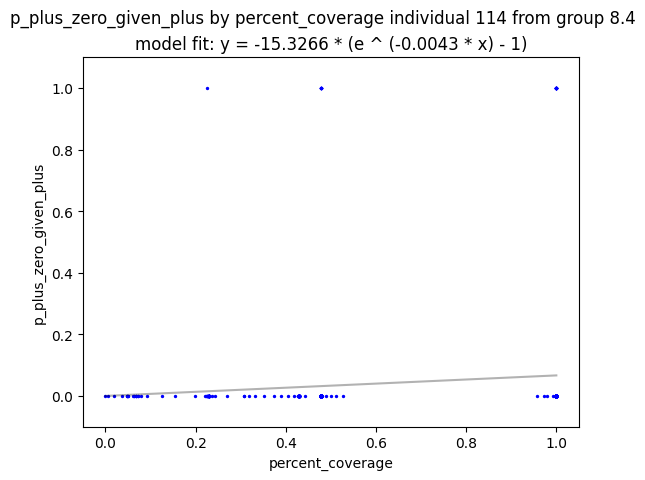 p_plus_zero_given_plus by percent_coverage individual 114 from group 8.4
model fit: y = -15.3266 * (e ^ (-0.0043 * x) - 1)
1.0
0.8
0.6
0.4
0.2
0.0
p_plus_zero_given_plus
0.0 0.2 0.4 0.6 0.8 1.0
percent_coverage